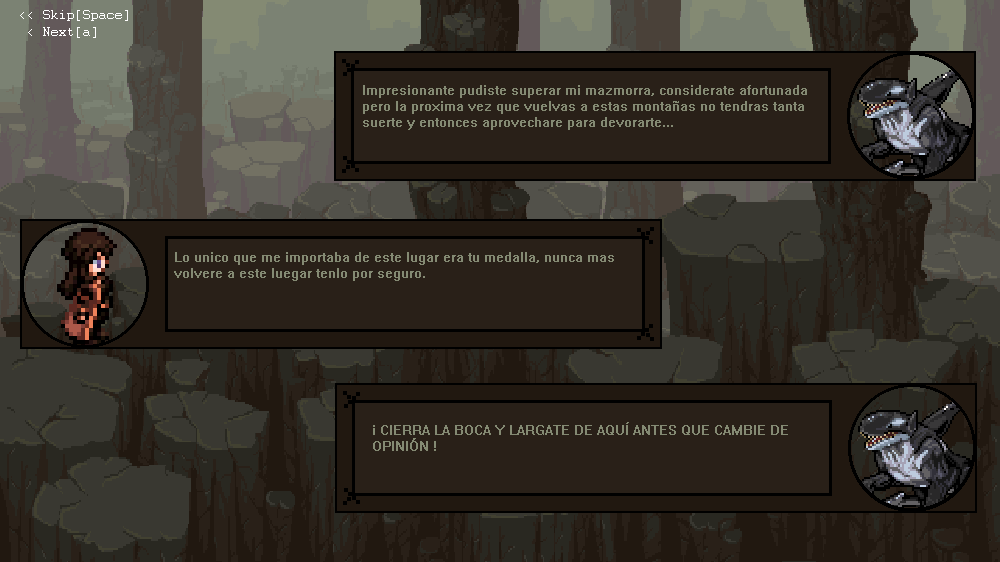 << Skip[Space]
< Next[a]
Impresionante pudiste superar mi mazmorra, considerate afortunada
pero la proxima vez que vuelvas a estas montañas no tendras tanta
suerte y entonces aprovechare para devorarte...
Lo unico que me importaba de este lugar era tu medalla, nunca mas
volvere a este luegar tenlo por seguro.
¡ CIERRA LA BOCA Y LARGATE DE AQUÍ ANTES QUE CAMBIE DE
OPINIÓN !